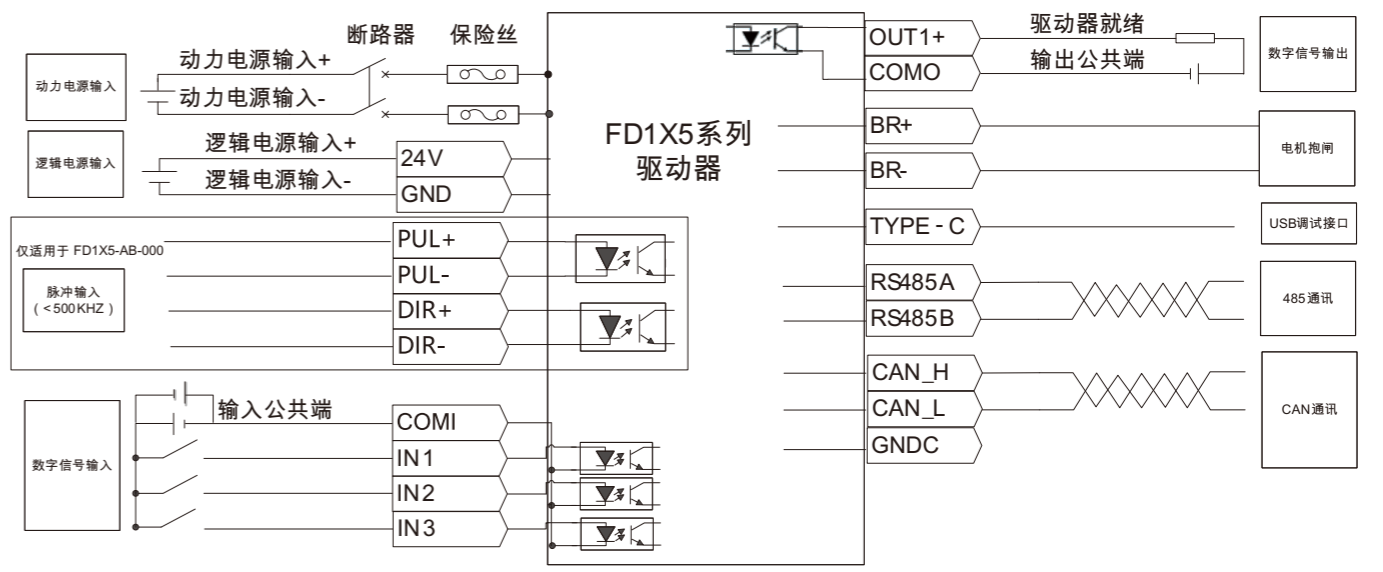 断路器
保险丝
动力电源输入
动力电源输入+
动力电源输入-
逻辑电源输入
逻辑电源输入+
逻辑电源输入-
24V
GND
仅适用于 FD1X5-AB-000
脉冲输入
（<500KHZ）
PUL+
PUL-
DIR+
DIR-
数字信号输入
输入公共端
COMI
IN1
IN2
IN3
FD1X5系列
驱动器
OUT1+
COMO
驱动器就绪
输出公共端
数字信号输出
BR+
BR-
电机抱闸
TYPE - C
USB调试接口
RS485A
RS485B
485通讯
CAN_H
CAN_L
GNDC
CAN通讯